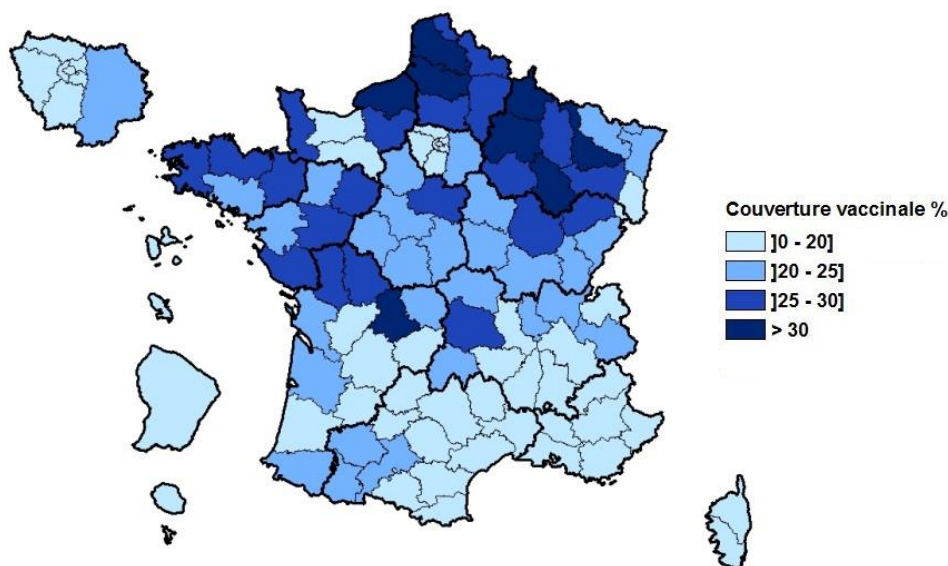 Couverture vaccinale %
]0 - 20]
]20 - 25]
]25 - 30]
> 30